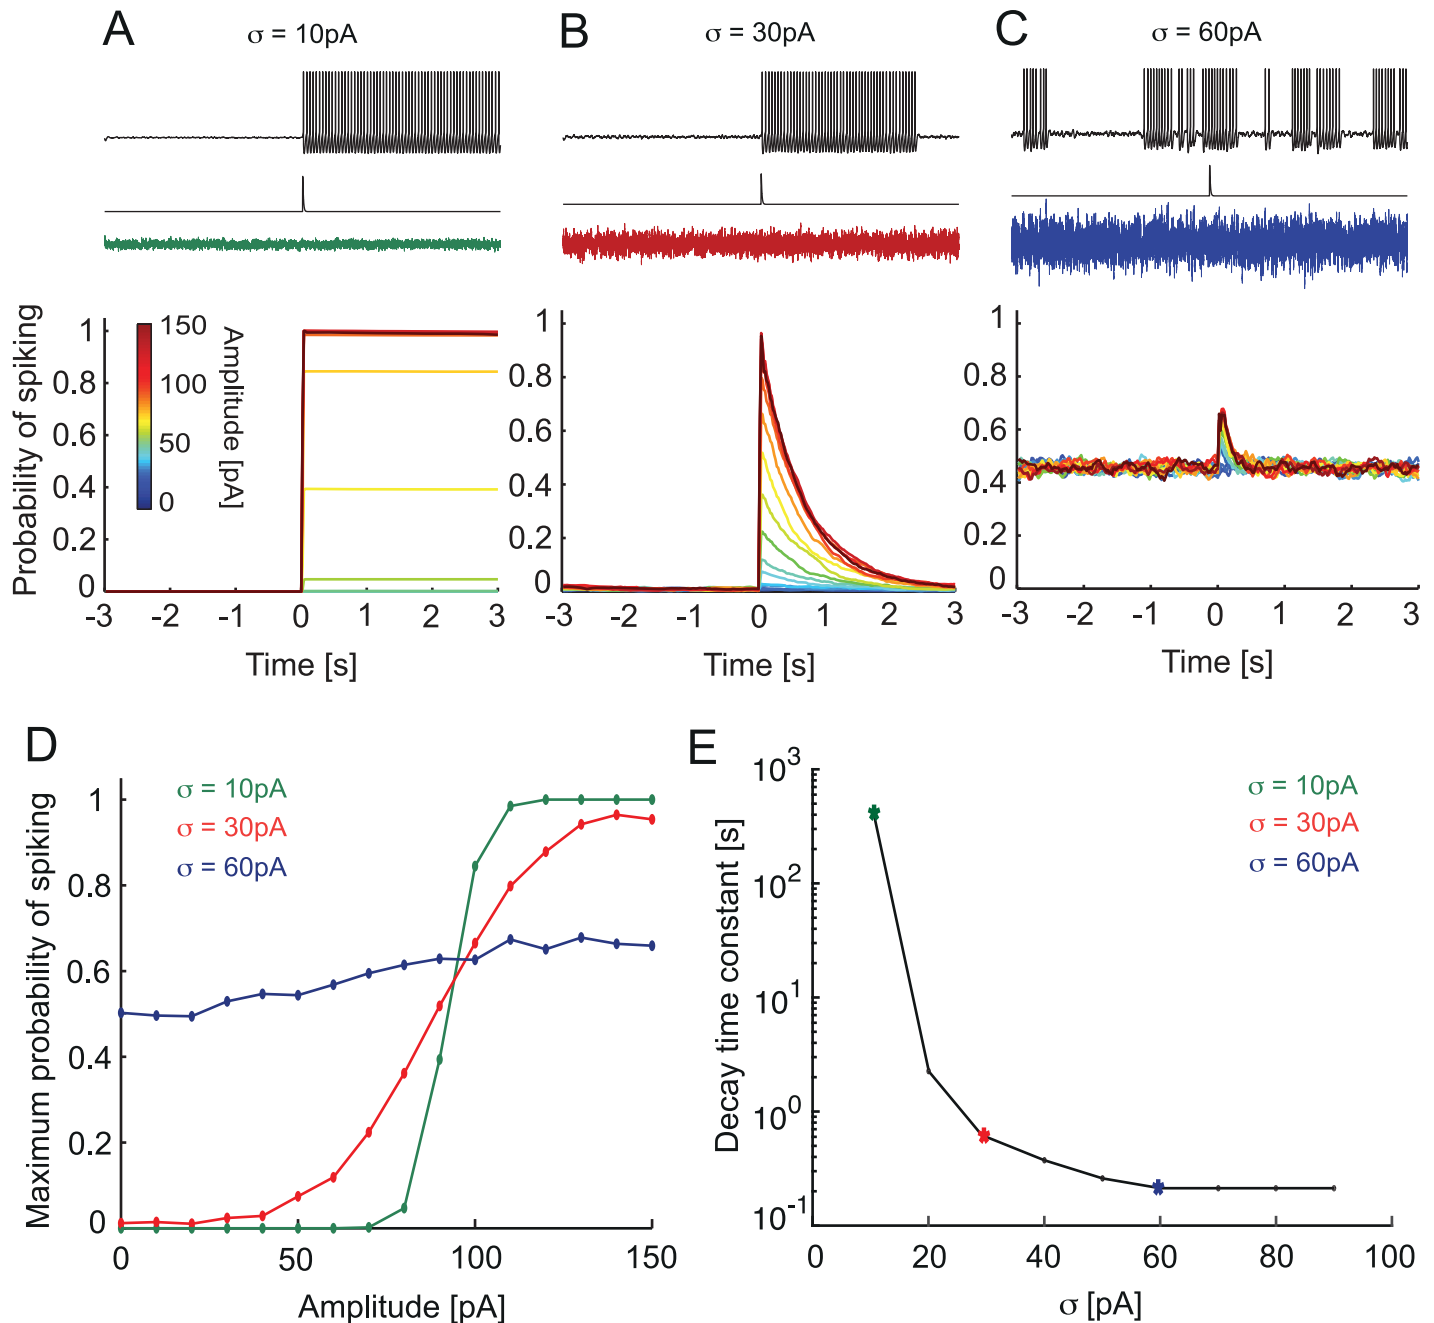 A
σ = 10pA
B
σ = 30pA
C
σ = 60pA
Probability of spiking
1
0.8
0.6
0.4
0.2
0
150
100
50
0
Amplitude [pA]
-3 -2 -1 0 1 2 3
Time [s]
1
0.8
0.6
0.4
0.2
0
-3 -2 -1 0 1 2 3
Time [s]
1
0.8
0.6
0.4
0.2
0
-3 -2 -1 0 1 2 3
Time [s]
D
σ = 10pA
σ = 30pA
σ = 60pA
Maximum probability of spiking
1
0.8
0.6
0.4
0.2
0
0 50 100 150
Amplitude [pA]
E
σ = 10pA
σ = 30pA
σ = 60pA
Decay time constant [s]
10³
10²
10¹
10⁰
10⁻¹
0 20 40 60 80 100
σ [pA]